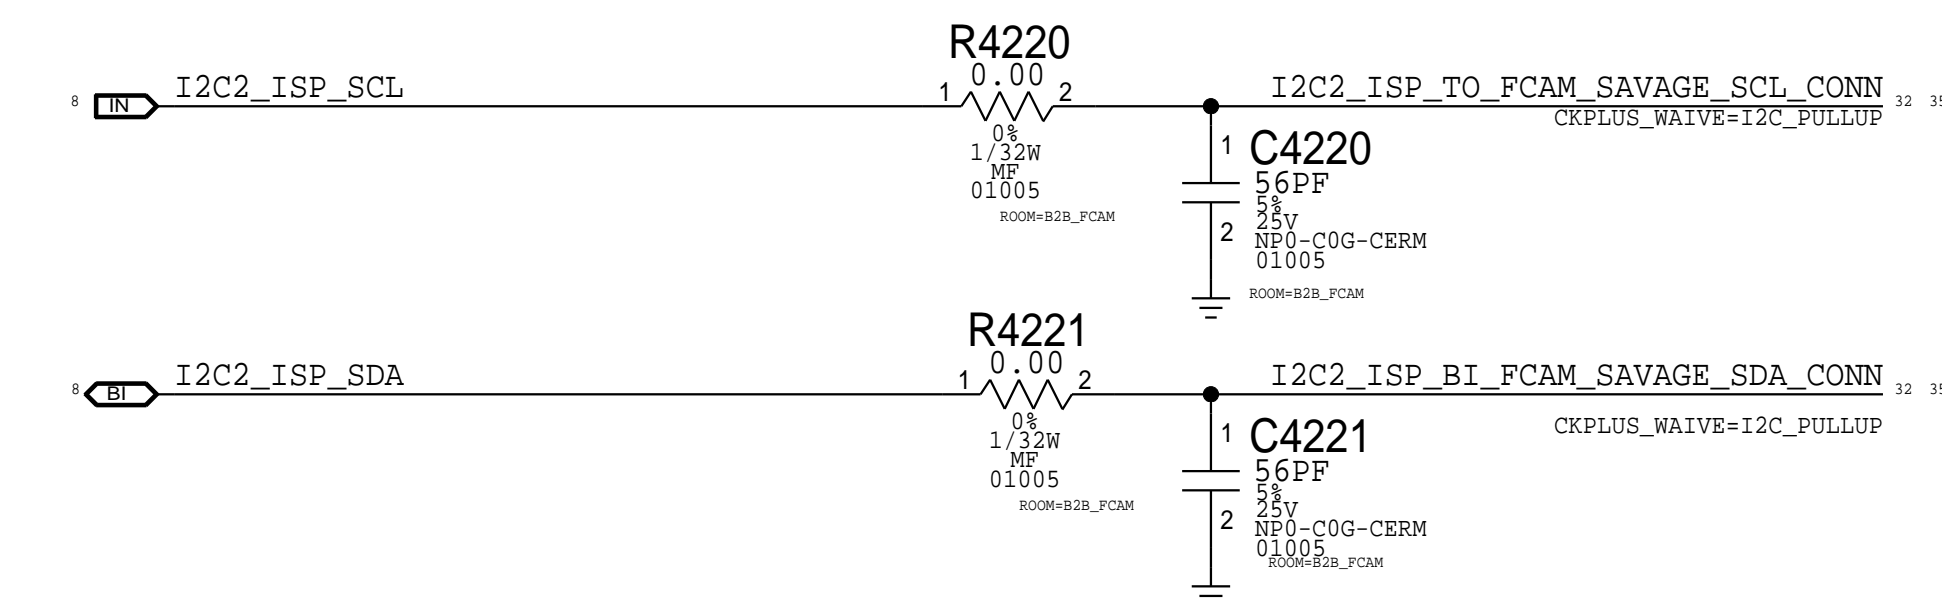 R4220
0.00
8 IN I2C2_ISP_SCL 1 2 I2C2_ISP_TO_FCAM_SAVAGE_SCL_CONN 32 35
CKPLUS_WAIVE=I2C_PULLUP
0%
1/32W
MF
01005
ROOM=B2B_FCAM
1 C4220
56PF
5%
25V
2 NP0-C0G-CERM
01005
ROOM=B2B_FCAM
R4221
0.00
8 BI I2C2_ISP_SDA 1 2 I2C2_ISP_BI_FCAM_SAVAGE_SDA_CONN 32 35
CKPLUS_WAIVE=I2C_PULLUP
0%
1/32W
MF
01005
ROOM=B2B_FCAM
1 C4221
56PF
5%
25V
2 NP0-C0G-CERM
01005
ROOM=B2B_FCAM